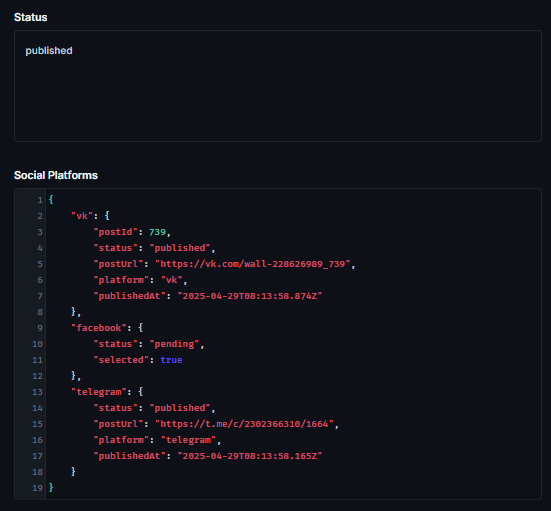 Status
published
Social Platforms
1 {
2 "vk": {
3 "postId": 739,
4 "status": "published",
5 "postUrl": "https://vk.com/wall-228626989_739",
6 "platform": "vk",
7 "publishedAt": "2025-04-29T08:13:58.874Z"
8 },
9 "facebook": {
10 "status": "pending",
11 "selected": true
12 },
13 "telegram": {
14 "status": "published",
15 "postUrl": "https://t.me/c/2302366310/1664",
16 "platform": "telegram",
17 "publishedAt": "2025-04-29T08:13:58.165Z"
18 }
19 }